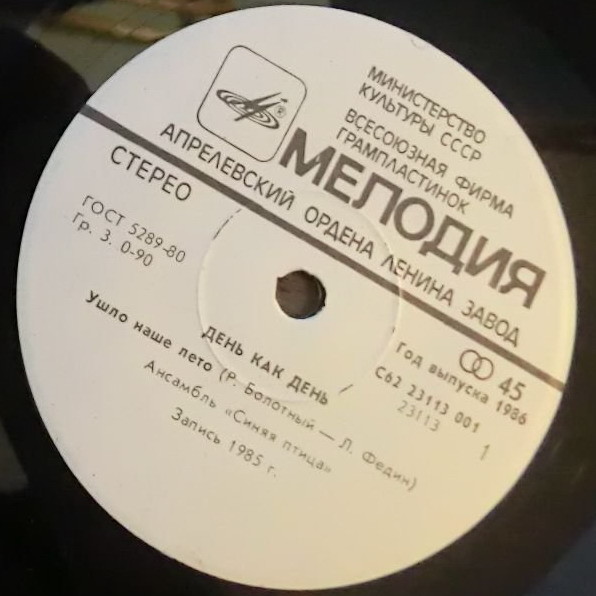 МИНИСТЕРСТВО
КУЛЬТУРЫ СССР
ВСЕСОЮЗНАЯ ФИРМА
ГРАМПЛАСТИНОК
МЕЛОДИЯ
АПРЕЛЕВСКИЙ ОРДЕНА ЛЕНИНА ЗАВОД
СТЕРЕО
ГОСТ 5289-80
Гр. 3. 0-90
45
Год выпуска 1986
С62 23113 001
23113
1
ДЕНЬ КАК ДЕНЬ
Ушло наше лето (Р. Болотный — Л. Федин)
Ансамбль «Синяя птица»
Запись 1985 г.